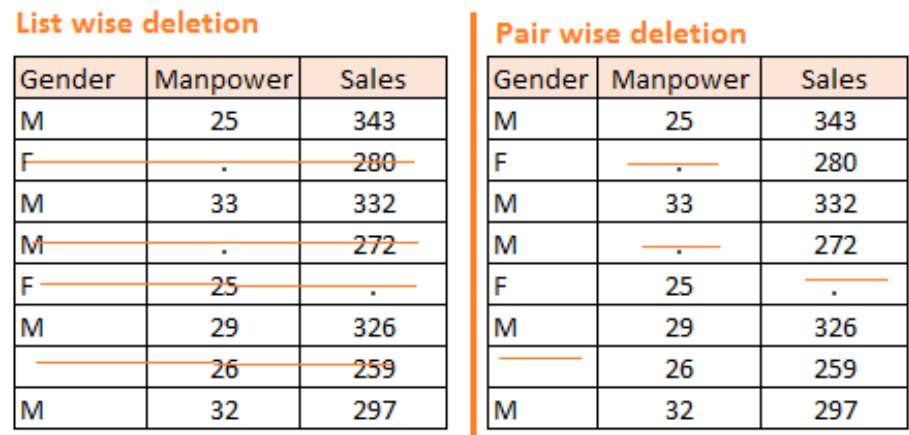 List wise deletion
Gender Manpower Sales
M 25 343
F . 280
M 33 332
M . 272
F 25 .
M 29 326
26 259
M 32 297
Pair wise deletion
Gender Manpower Sales
M 25 343
F . 280
M 33 332
M . 272
F 25 .
M 29 326
26 259
M 32 297